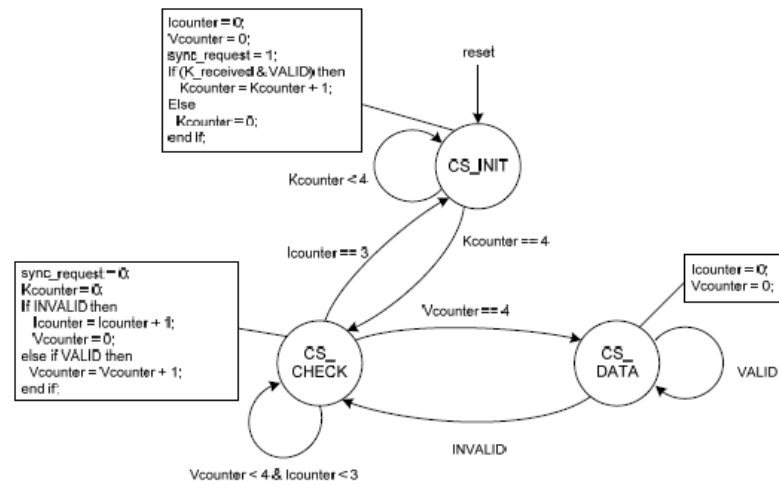 Icounter = 0;
Vcounter = 0;
sync_request = 1;
If (K_received & VALID) then
Kcounter = Kcounter + 1;
Else
Kcounter = 0;
end If;
reset
CS_INIT
Kcounter < 4
Icounter == 3
Kcounter == 4
sync_request = 0;
Kcounter = 0;
If INVALID then
Icounter = Icounter + 1;
Vcounter = 0;
else if VALID then
Vcounter = Vcounter + 1;
end if;
Icounter = 0;
Vcounter = 0;
Vcounter == 4
CS_
CHECK
CS_
DATA
VALID
INVALID
Vcounter < 4 & Icounter < 3